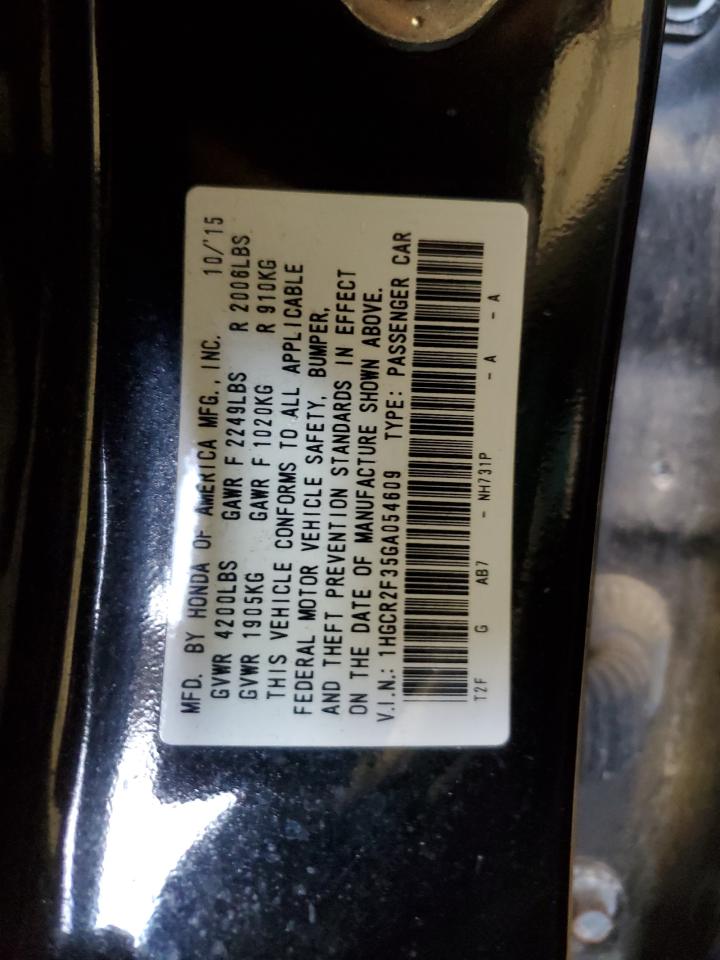 MFD. BY HONDA OF AMERICA MFG., INC. 10/'15
GVWR 4200LBS GAWR F 2249LBS R 2006LBS
GVWR 1905KG GAWR F 1020KG R 910KG
THIS VEHICLE CONFORMS TO ALL APPLICABLE
FEDERAL MOTOR VEHICLE SAFETY, BUMPER,
AND THEFT PREVENTION STANDARDS IN EFFECT
ON THE DATE OF MANUFACTURE SHOWN ABOVE.
V.I.N.: 1HGCR2F35GA054609 TYPE: PASSENGER CAR
T2F G AB7 - NH731P - A - A